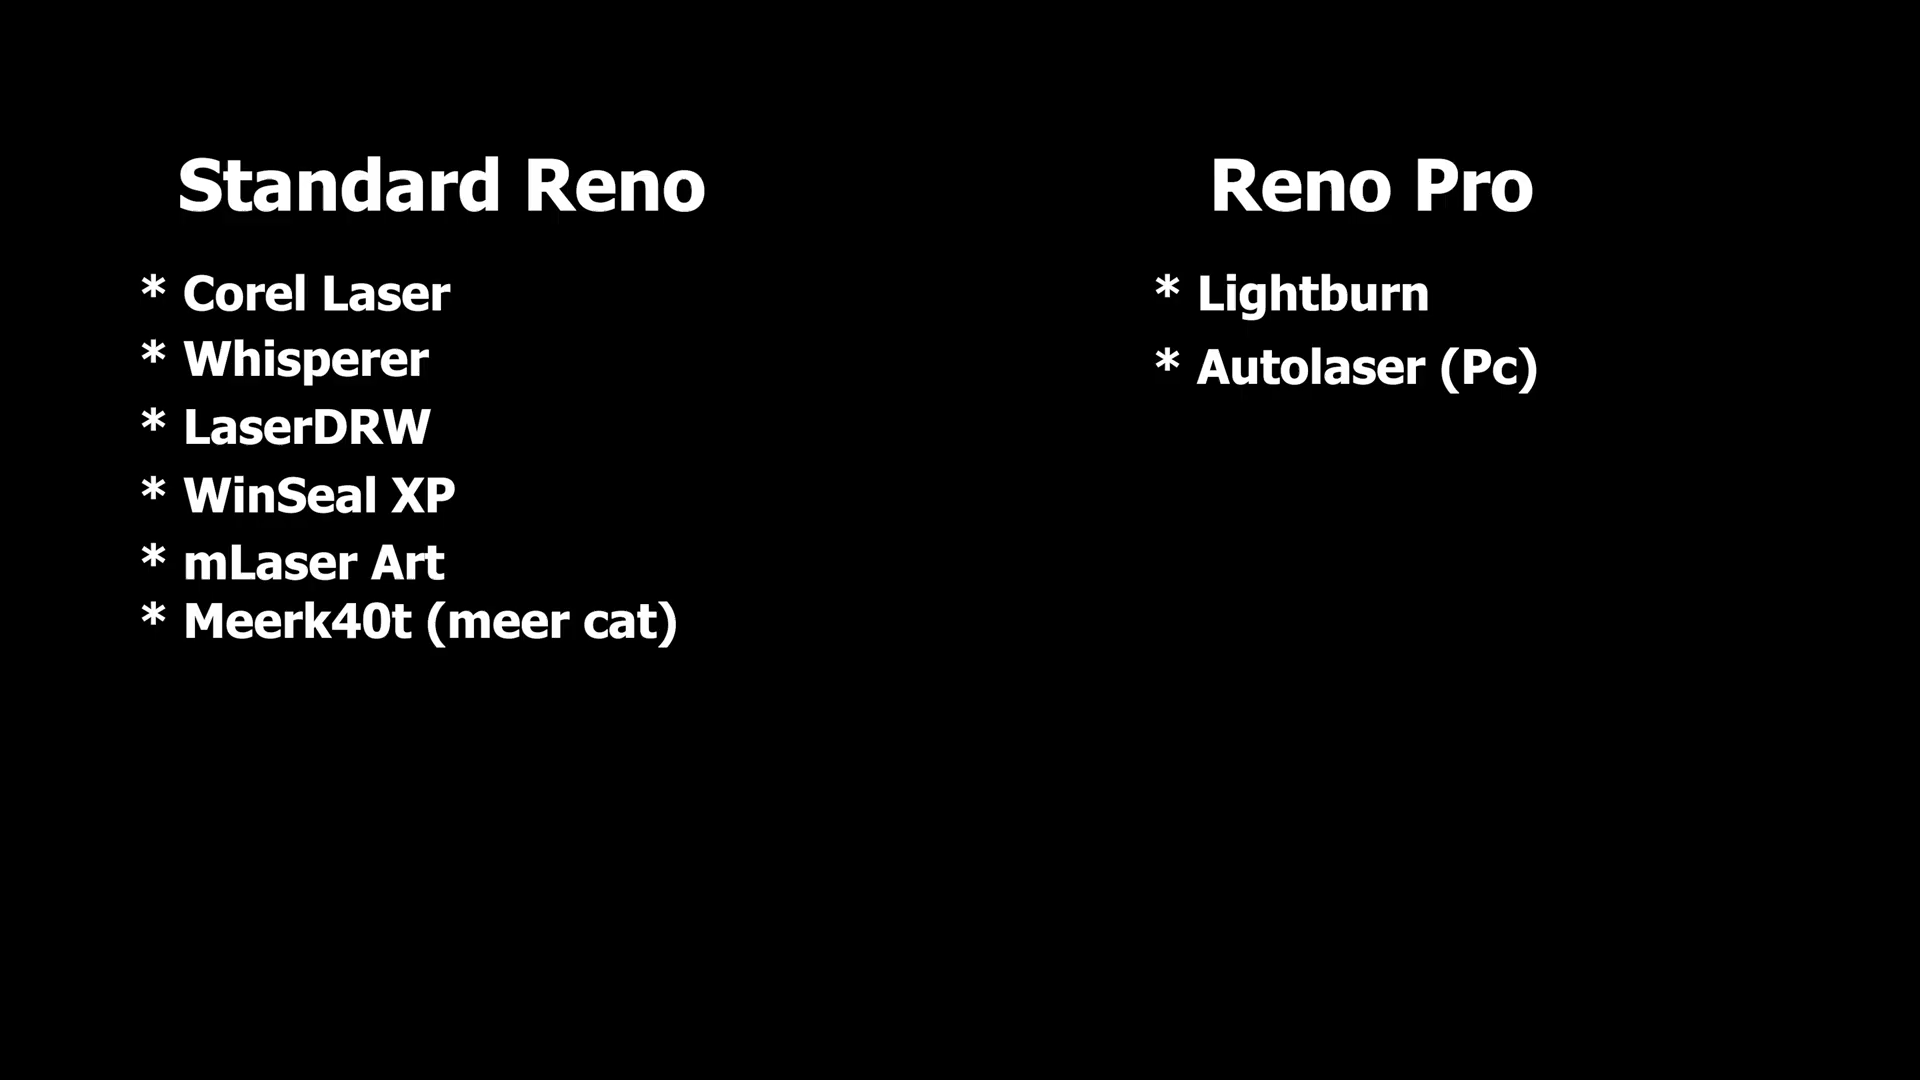 Standard Reno
* Corel Laser
* Whisperer
* LaserDRW
* WinSeal XP
* mLaser Art
* Meerk40t (meer cat)
Reno Pro
* Lightburn
* Autolaser (Pc)